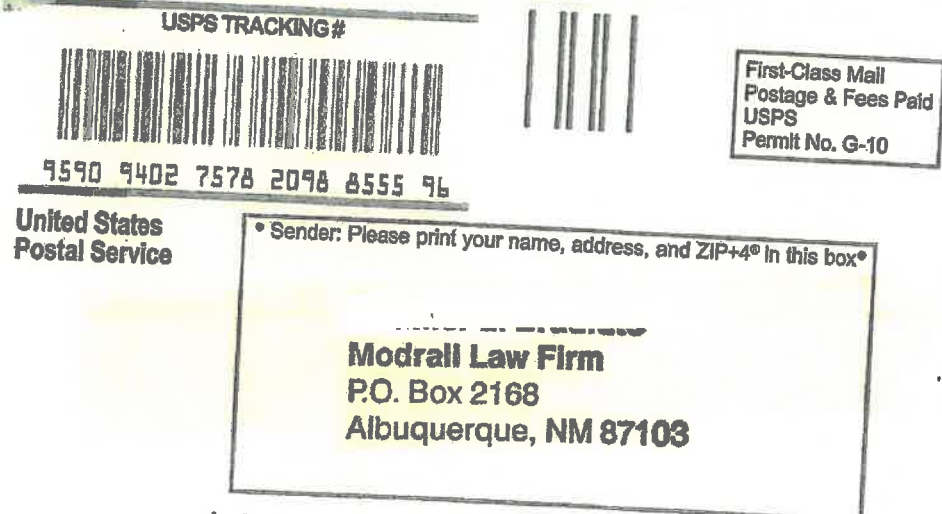 USPS TRACKING #
9590 9402 7578 2098 8555 96
First-Class Mail
Postage & Fees Paid
USPS
Permit No. G-10
United States
Postal Service
• Sender: Please print your name, address, and ZIP+4® in this box•
Modrall Law Firm
P.O. Box 2168
Albuquerque, NM 87103